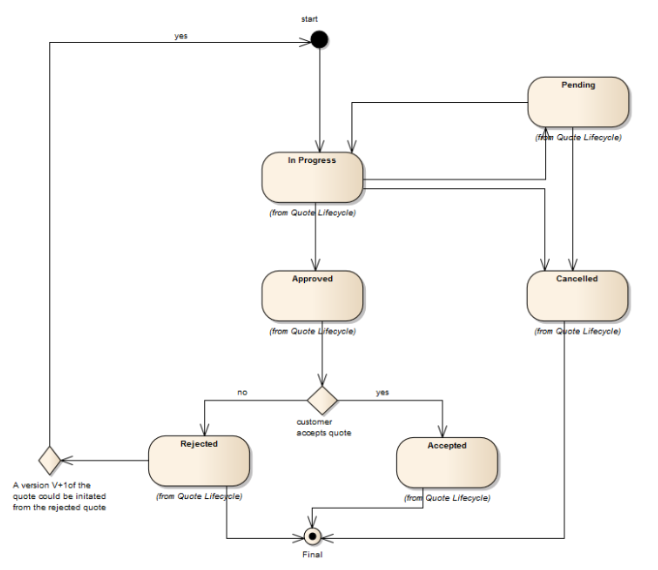 start
yes
Pending
(from Quote Lifecycle)
In Progress
(from Quote Lifecycle)
Approved
(from Quote Lifecycle)
Cancelled
(from Quote Lifecycle)
no
yes
customer
accepts quote
Rejected
(from Quote Lifecycle)
Accepted
(from Quote Lifecycle)
A version V+1of the
quote could be initated
from the rejected quote
Final